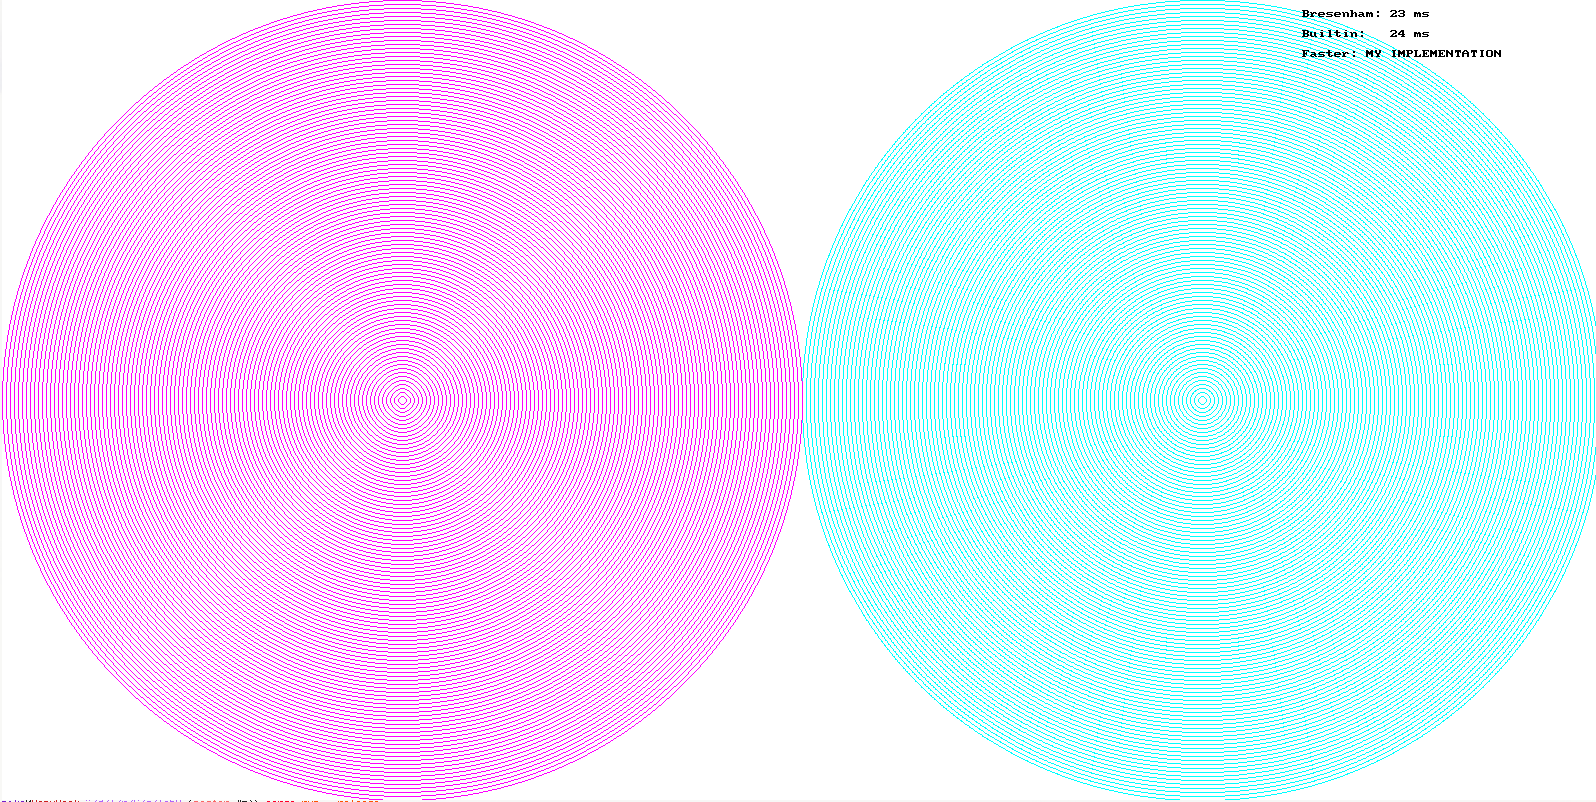 Bresenham: 23 ms
Builtin: 24 ms
Faster: MY IMPLEMENTATION